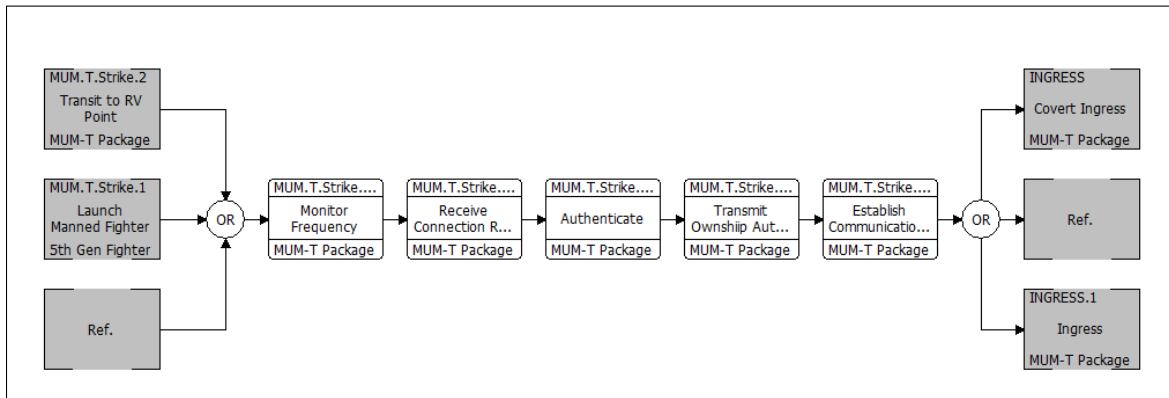 MUM.T.Strike.2
Transit to RV
Point
MUM-T Package
MUM.T.Strike.1
Launch
Manned Fighter
5th Gen Fighter
Ref.
OR
MUM.T.Strike....
Monitor
Frequency
MUM-T Package
MUM.T.Strike....
Receive
Connection R...
MUM-T Package
MUM.T.Strike....
Authenticate
MUM-T Package
MUM.T.Strike....
Transmit
Ownship Aut...
MUM-T Package
MUM.T.Strike....
Establish
Communicatio...
MUM-T Package
OR
INGRESS
Covert Ingress
MUM-T Package
Ref.
INGRESS.1
Ingress
MUM-T Package